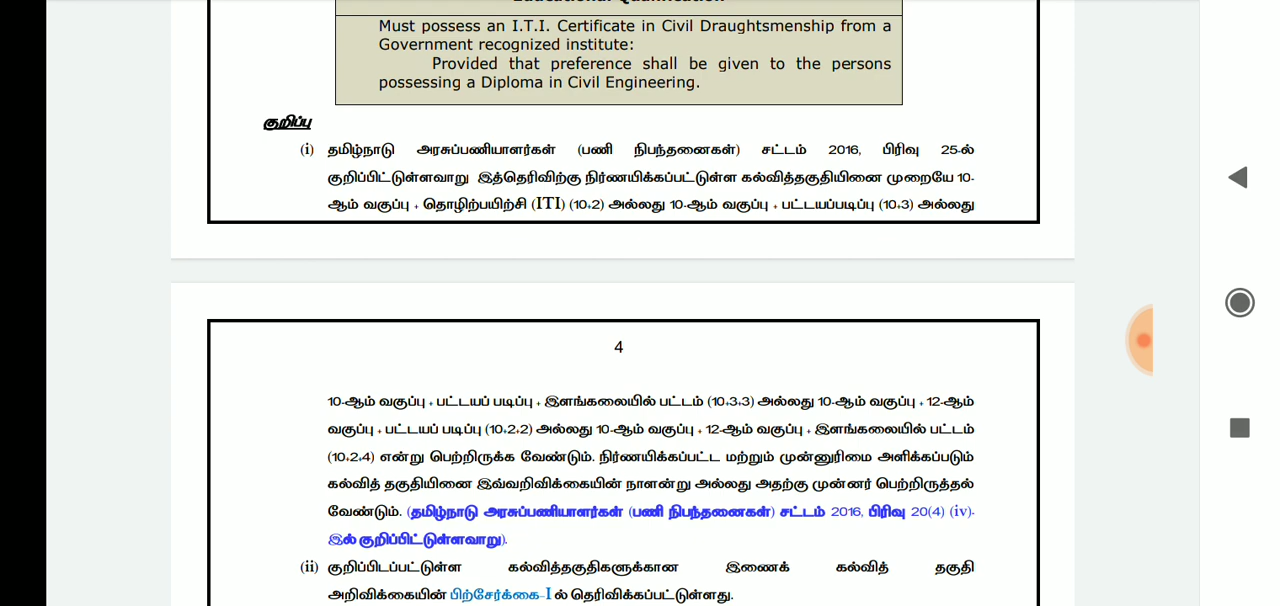 Educational Qualification
Must possess an I.T.I. Certificate in Civil Draughtsmenship from a
Government recognized institute:
Provided that preference shall be given to the persons
possessing a Diploma in Civil Engineering.
குறிப்பு
(i) தமிழ்நாடு அரசுப்பணியாளர்கள் (பணி நிபந்தனைகள்) சட்டம் 2016, பிரிவு 25-ல்
குறிப்பிட்டுள்ளவாறு இத்தெரிவிற்கு நிர்ணயிக்கப்பட்டுள்ள கல்வித்தகுதியினை முறையே 10-
ஆம் வகுப்பு + தொழிற்பயிற்சி (ITI) (10+2) அல்லது 10-ஆம் வகுப்பு + பட்டயப்படிப்பு (10+3) அல்லது
4
10-ஆம் வகுப்பு + பட்டயப் படிப்பு + இளங்கலையில் பட்டம் (10+3+3) அல்லது 10-ஆம் வகுப்பு + 12-ஆம்
வகுப்பு + பட்டயப் படிப்பு (10+2+2) அல்லது 10-ஆம் வகுப்பு + 12-ஆம் வகுப்பு + இளங்கலையில் பட்டம்
(10+2+4) என்று பெற்றிருக்க வேண்டும். நிர்ணயிக்கப்பட்ட மற்றும் முன்னுரிமை அளிக்கப்படும்
கல்வித் தகுதியினை இவ்வறிவிக்கையின் நாளன்று அல்லது அதற்கு முன்னர் பெற்றிருத்தல்
வேண்டும். (தமிழ்நாடு அரசுப்பணியாளர்கள் (பணி நிபந்தனைகள்) சட்டம் 2016, பிரிவு 20(4) (iv)-
இல் குறிப்பிட்டுள்ளவாறு).
(ii) குறிப்பிடப்பட்டுள்ள கல்வித்தகுதிகளுக்கான இணைக் கல்வித் தகுதி
அறிவிக்கையின் பிற்சேர்க்கை-I ல் தெரிவிக்கப்பட்டுள்ளது.